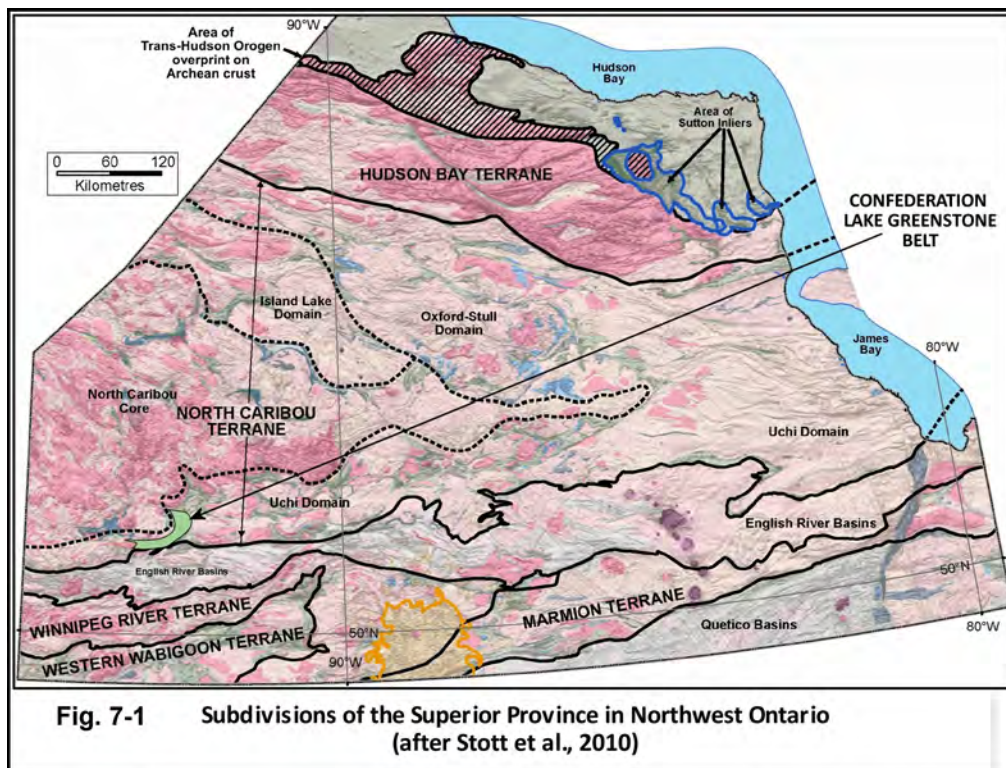 90°W
Area of
Trans-Hudson Orogen
overprint on
Archean crust
Hudson
Bay
Area of
Sutton Inliers
0 60 120
Kilometres
HUDSON BAY TERRANE
CONFEDERATION
LAKE GREENSTONE
BELT
Island Lake
Domain
Oxford-Stull
Domain
James
Bay
80°W
North Caribou
Core
NORTH CARIBOU
TERRANE
Uchi Domain
Uchi Domain
English River Basins
English River Basins
50°N
WINNIPEG RIVER TERRANE
MARMION TERRANE
Quetico Basins
80°W
50°N
WESTERN WABIGOON TERRANE
90°W
Fig. 7-1 Subdivisions of the Superior Province in Northwest Ontario
(after Stott et al., 2010)